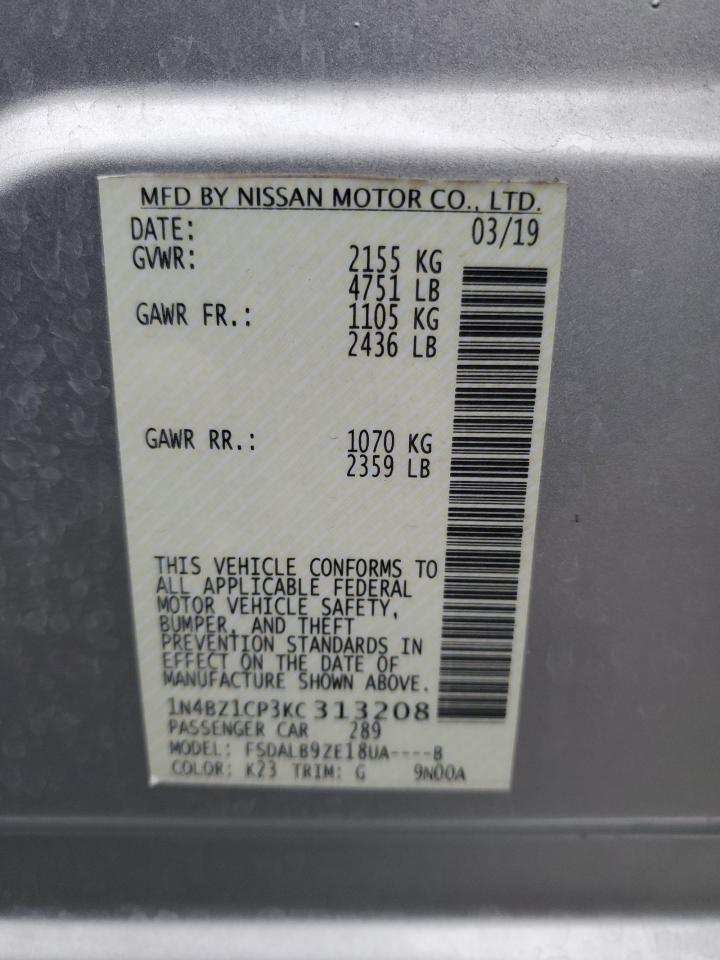 MFD BY NISSAN MOTOR CO., LTD.
DATE: 03/19
GVWR: 2155 KG
4751 LB
GAWR FR.: 1105 KG
2436 LB
GAWR RR.: 1070 KG
2359 LB
THIS VEHICLE CONFORMS TO
ALL APPLICABLE FEDERAL
MOTOR VEHICLE SAFETY,
BUMPER, AND THEFT
PREVENTION STANDARDS IN
EFFECT ON THE DATE OF
MANUFACTURE SHOWN ABOVE.
1N4BZ1CP3KC 313208
PASSENGER CAR 289
MODEL: FSDALB9ZE18UA----B
COLOR: K23 TRIM: G 9N00A